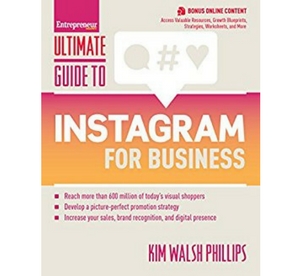 Entrepreneur
BONUS ONLINE CONTENT
Access Valuable Resources, Growth Blueprints,
Strategies, Worksheets, and More
ULTIMATE
GUIDE TO
#
INSTAGRAM
FOR BUSINESS
Reach more than 600 million of today's visual shoppers
Develop a picture-perfect promotion strategy
Increase your sales, brand recognition, and digital presence
KIM WALSH PHILLIPS